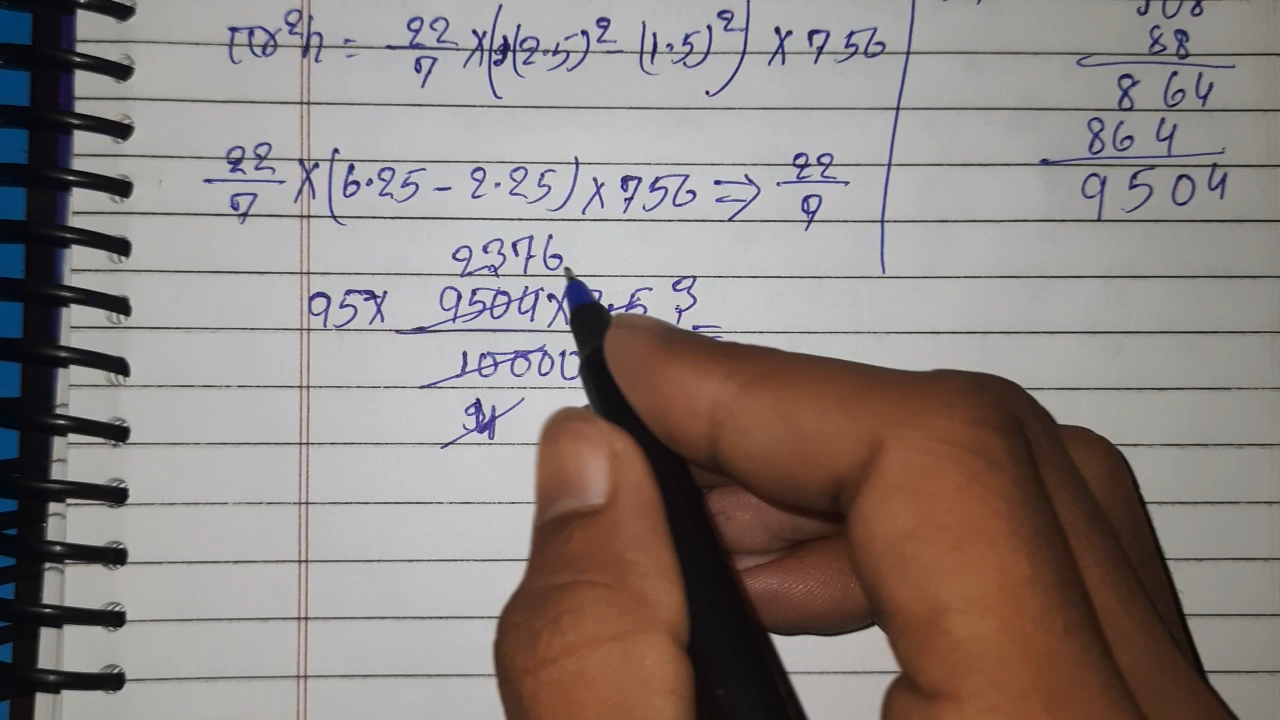 πr²h = 22/7 × ((2.5)² - (1.5)²) × 756
22/7 × (6.25 - 2.25) × 756 => 22/7
2376
95 × 9504 ×
10000
88
864
864
9504